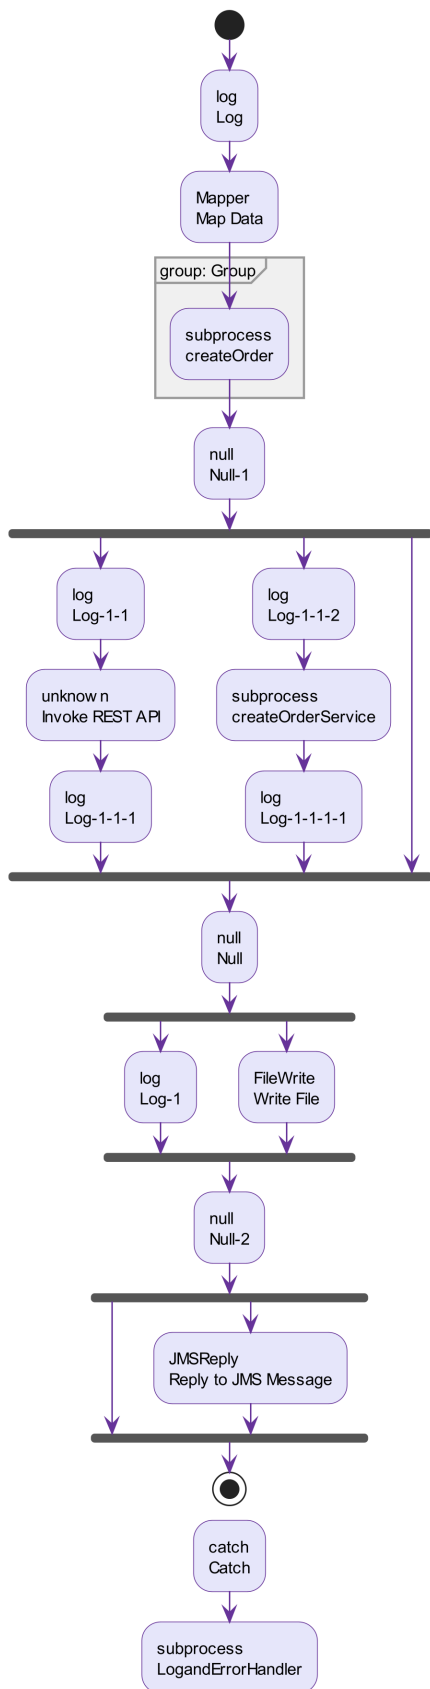 log
Log
Mapper
Map Data
group: Group
subprocess
createOrder
null
Null-1
log
Log-1-1
log
Log-1-1-2
unknown
Invoke REST API
subprocess
createOrderService
log
Log-1-1-1
log
Log-1-1-1-1
null
Null
log
Log-1
FileWrite
Write File
null
Null-2
JMSReply
Reply to JMS Message
catch
Catch
subprocess
LogandErrorHandler